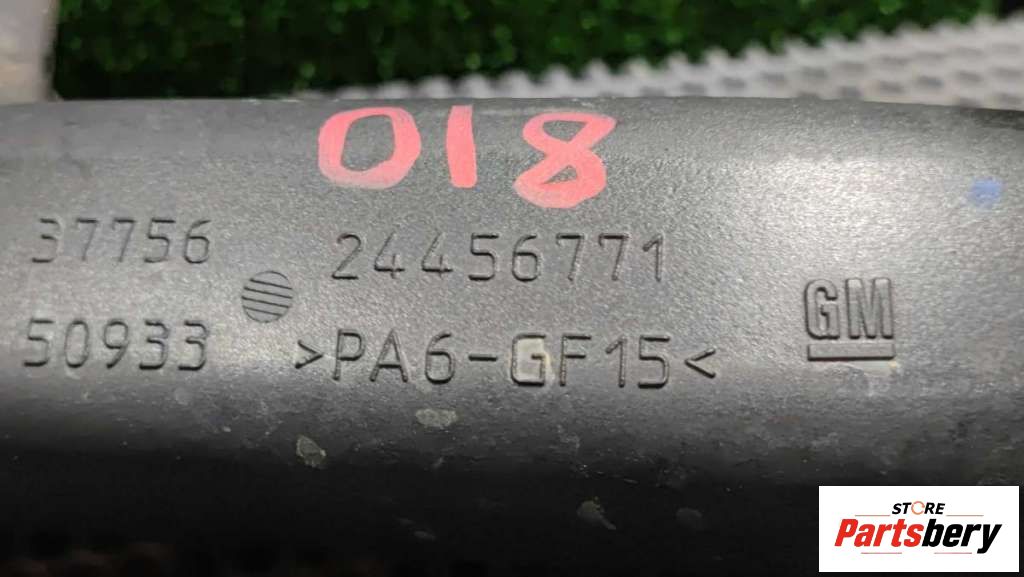 018
37756 24456771
50933 >PA6-GF15<
GM
STORE
Partsbery